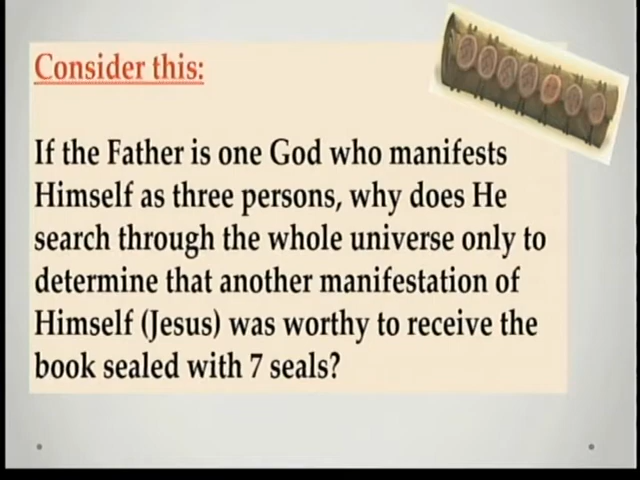 Consider this:
If the Father is one God who manifests
Himself as three persons, why does He
search through the whole universe only to
determine that another manifestation of
Himself (Jesus) was worthy to receive the
book sealed with 7 seals?